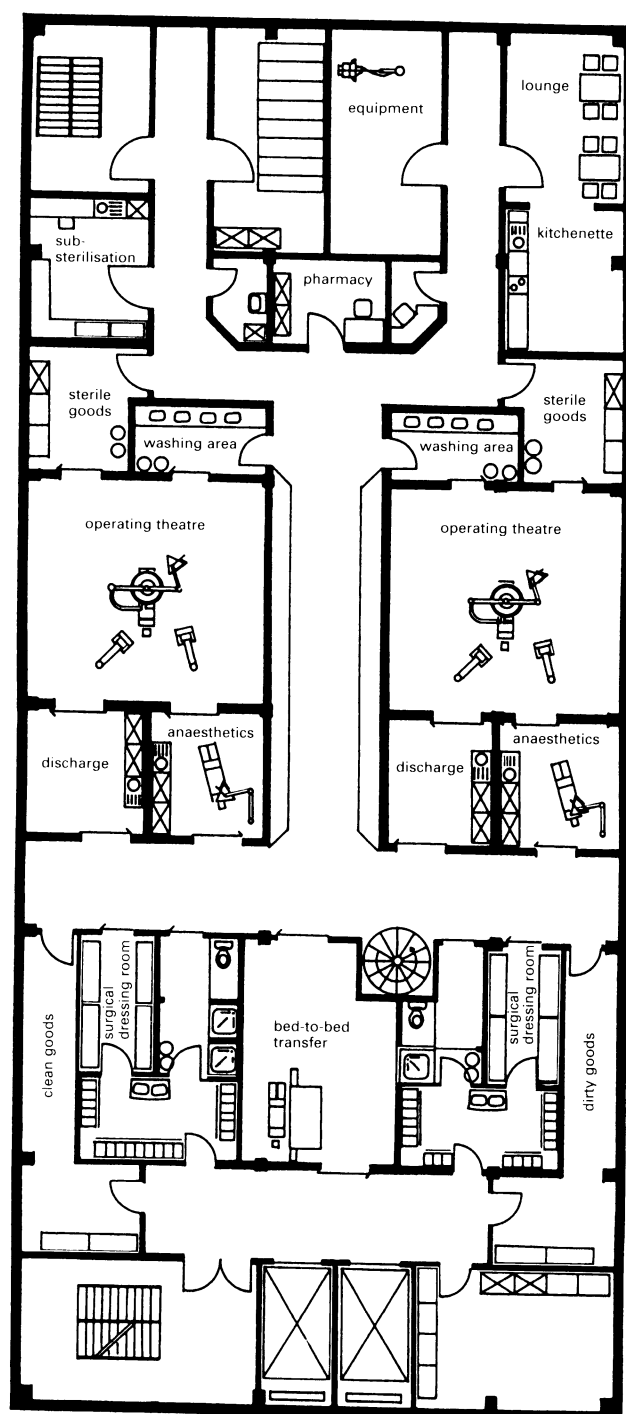 lounge
equipment
kitchenette
sub-
sterilisation
pharmacy
sterile
goods
sterile
goods
washing area
washing area
operating theatre
operating theatre
anaesthetics
anaesthetics
discharge
discharge
surgical
dressing room
surgical
dressing room
bed-to-bed
transfer
clean goods
dirty goods